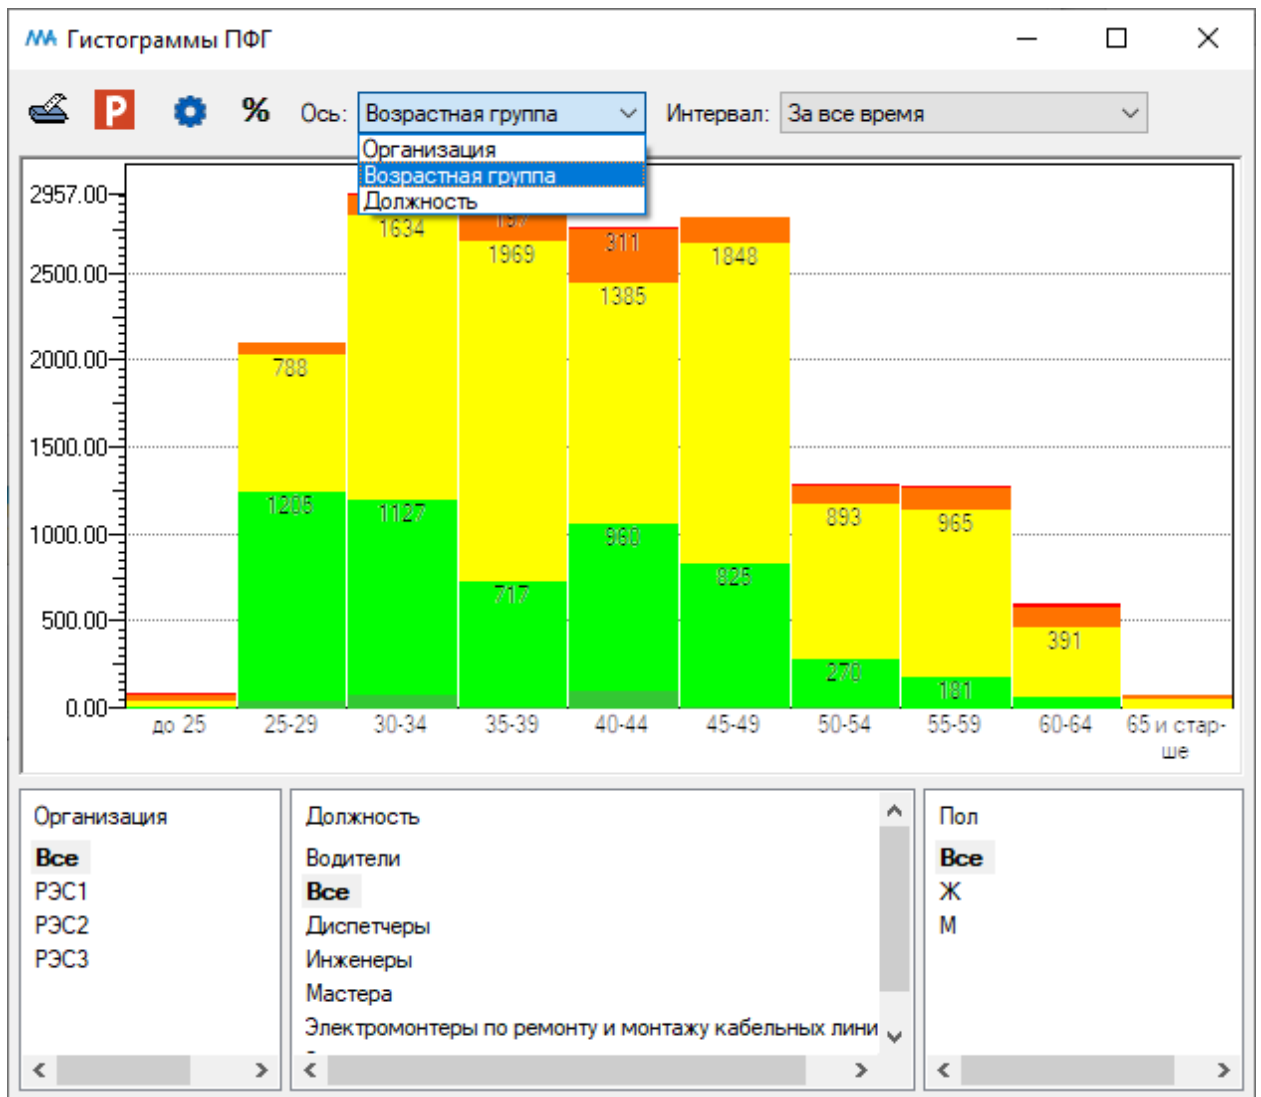 Гистограммы ПФГ
P % Ось: Возрастная группа Интервал: За все время
Организация
Возрастная группа
Должность
2957.00
2500.00
2000.00
1500.00
1000.00
500.00
0.00
788
1205
1634
1127
197
1969
717
311
1385
960
1848
825
893
270
965
181
391
до 25 25-29 30-34 35-39 40-44 45-49 50-54 55-59 60-64 65 и стар-
ше
Организация
Все
РЭС1
РЭС2
РЭС3
Должность
Водители
Все
Диспетчеры
Инженеры
Мастера
Электромонтеры по ремонту и монтажу кабельных лини
Пол
Все
Ж
М